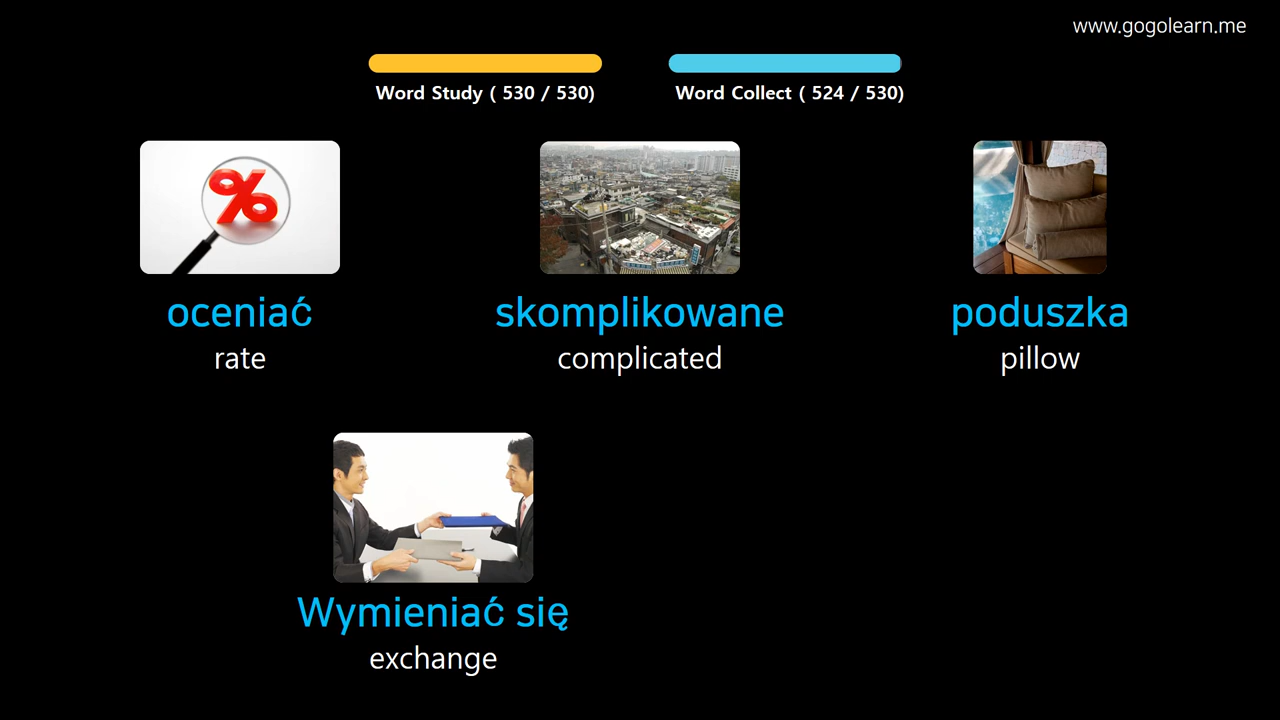 www.gogolearn.me
Word Study ( 530 / 530)
Word Collect ( 524 / 530)
oceniać
skomplikowane
poduszka
rate
complicated
pillow
Wymieniać się
exchange